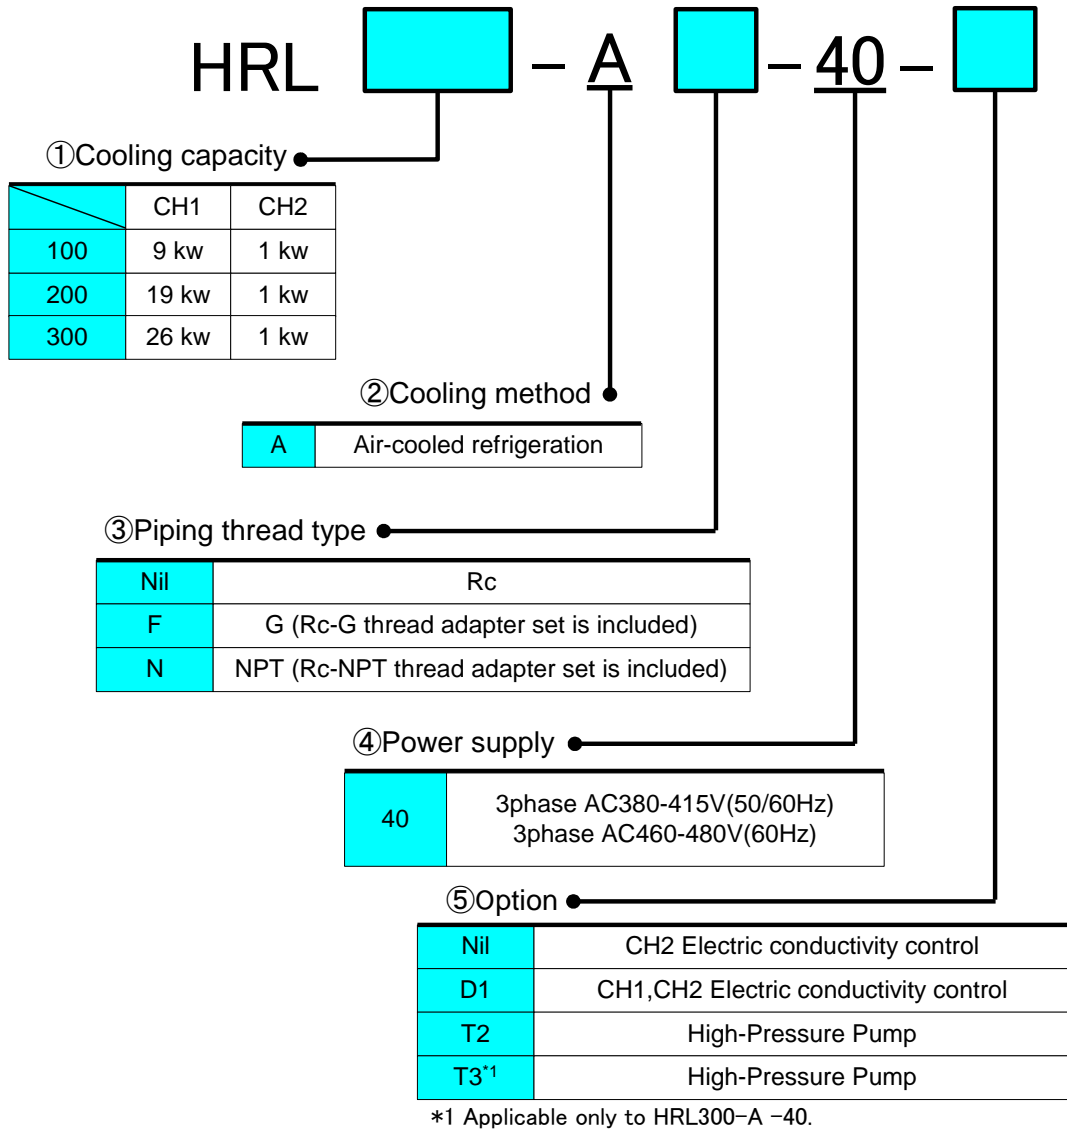 HRL – A – 40 –
①Cooling capacity
CH1 CH2
100 9 kw 1 kw
200 19 kw 1 kw
300 26 kw 1 kw
②Cooling method
A Air-cooled refrigeration
③Piping thread type
Nil Rc
F G (Rc-G thread adapter set is included)
N NPT (Rc-NPT thread adapter set is included)
④Power supply
40 3phase AC380-415V(50/60Hz)
3phase AC460-480V(60Hz)
⑤Option
Nil CH2 Electric conductivity control
D1 CH1,CH2 Electric conductivity control
T2 High-Pressure Pump
T3*1 High-Pressure Pump
*1 Applicable only to HRL300-A -40.